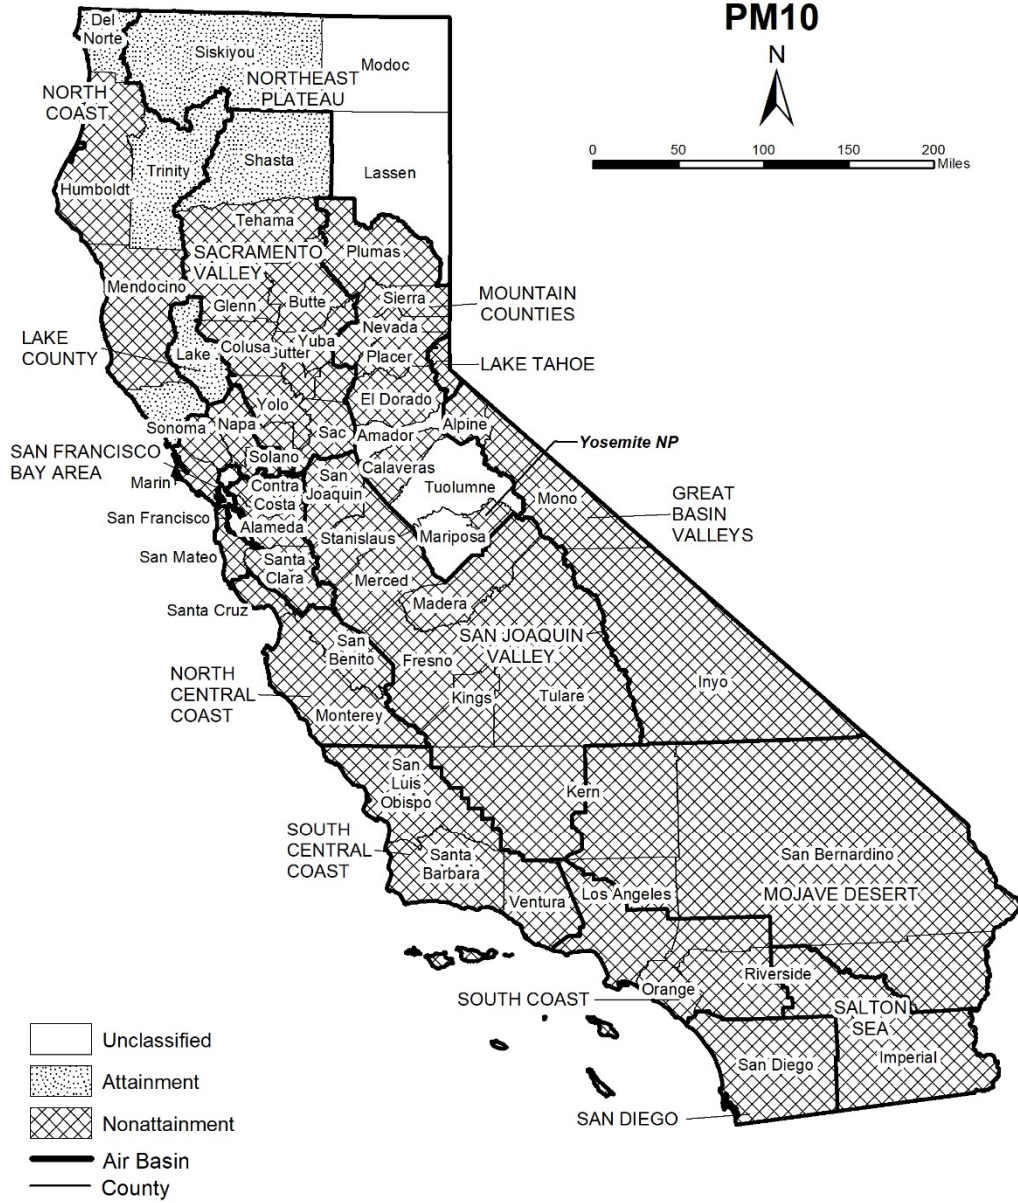 PM10
N
0 50 100 150 200
Miles
Del
Norte
Siskiyou
Modoc
NORTHEAST
PLATEAU
NORTH
COAST
Trinity
Shasta
Lassen
Humboldt
Tehama
SACRAMENTO
VALLEY
Plumas
Mendocino
Glenn
Butte
Sierra
MOUNTAIN
COUNTIES
Nevada
LAKE
COUNTY
Lake
Colusa
Yuba
Sutter
Placer
LAKE TAHOE
El Dorado
Yolo
Sonoma
Napa
Sac
Amador
Alpine
SAN FRANCISCO
BAY AREA
Solano
Yosemite NP
Marin
Contra
Costa
San
Joaquin
Calaveras
Tuolumne
Mono
GREAT
BASIN
VALLEYS
San Francisco
Alameda
Stanislaus
Mariposa
San Mateo
Santa
Clara
Merced
Santa Cruz
Madera
San
Benito
SAN JOAQUIN
VALLEY
Fresno
NORTH
CENTRAL
COAST
Kings
Tulare
Inyo
Monterey
San
Luis
Obispo
Kern
SOUTH
CENTRAL
COAST
Santa
Barbara
San Bernardino
Ventura
Los Angeles
MOJAVE DESERT
Riverside
Orange
SOUTH COAST
SALTON
SEA
San Diego
Imperial
SAN DIEGO
Unclassified
Attainment
Nonattainment
Air Basin
County